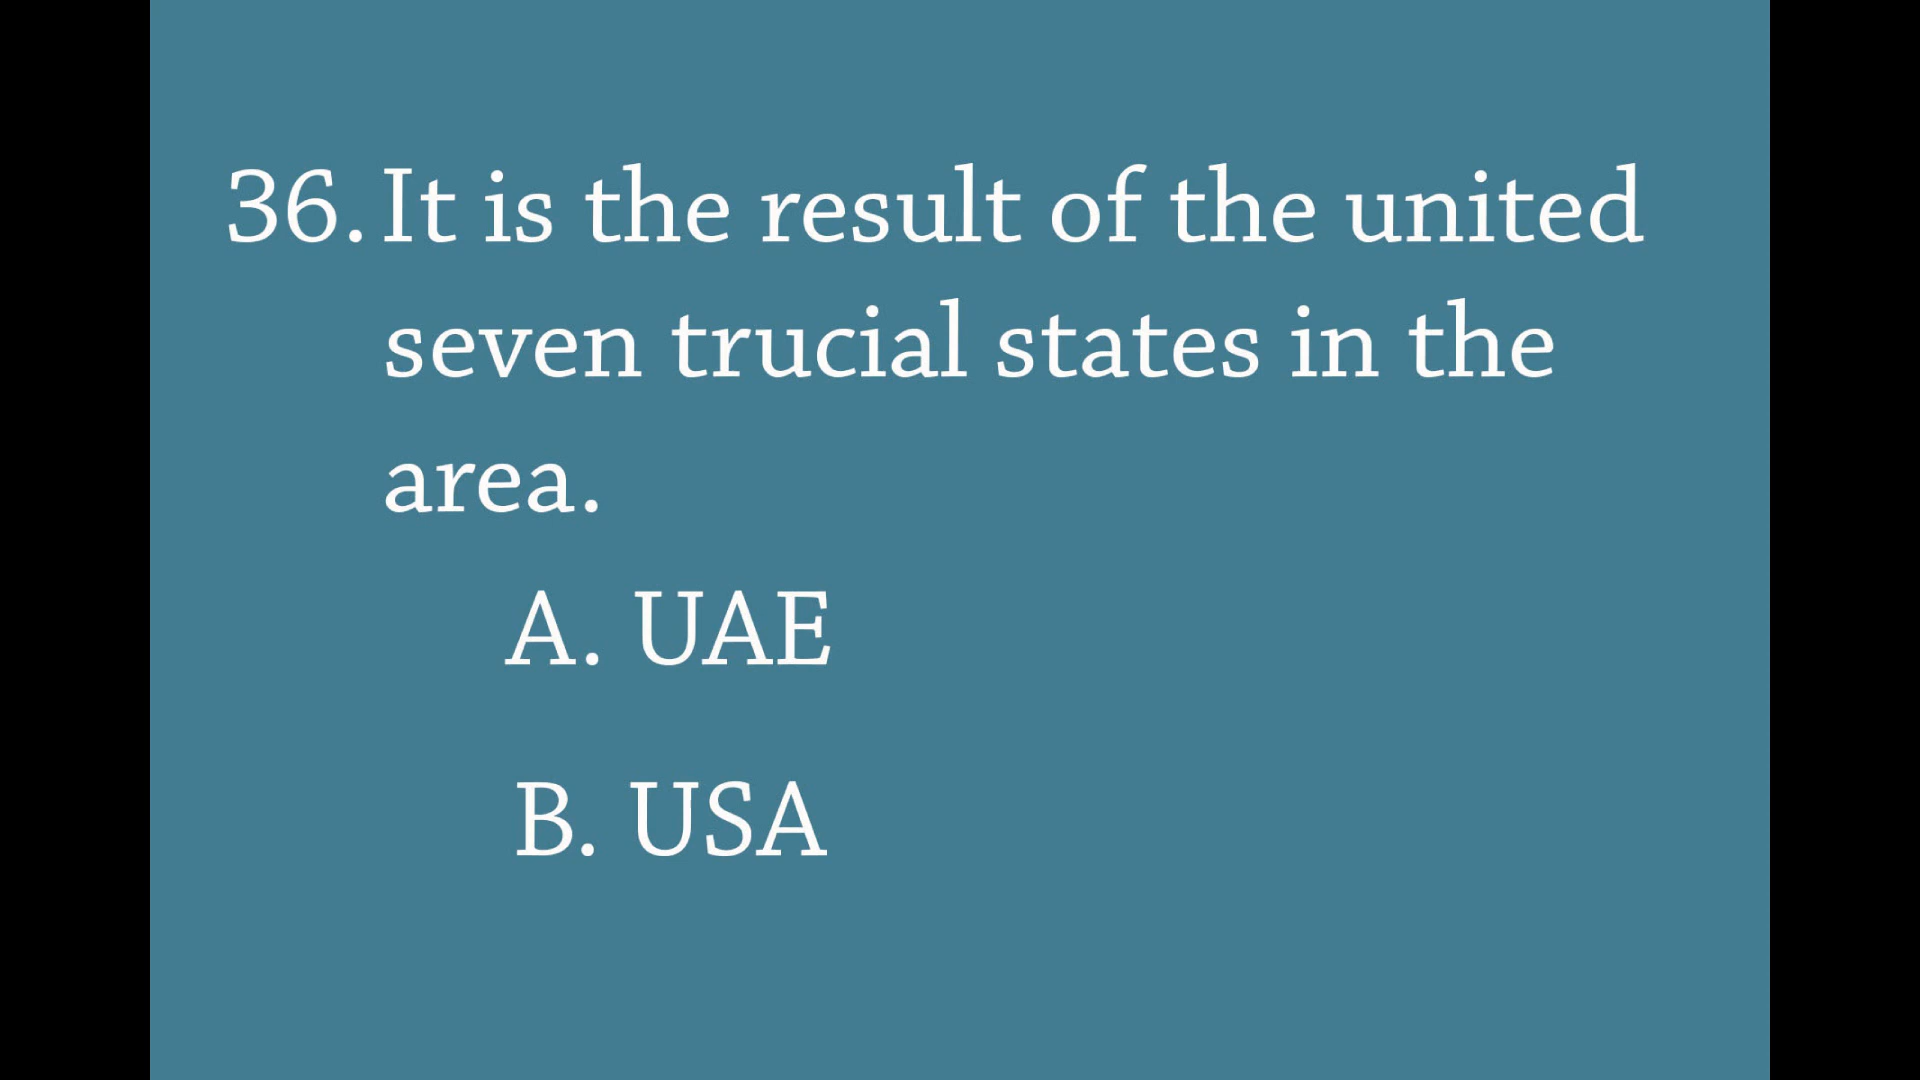 36. It is the result of the united
seven trucial states in the
area.
A. UAE
B. USA